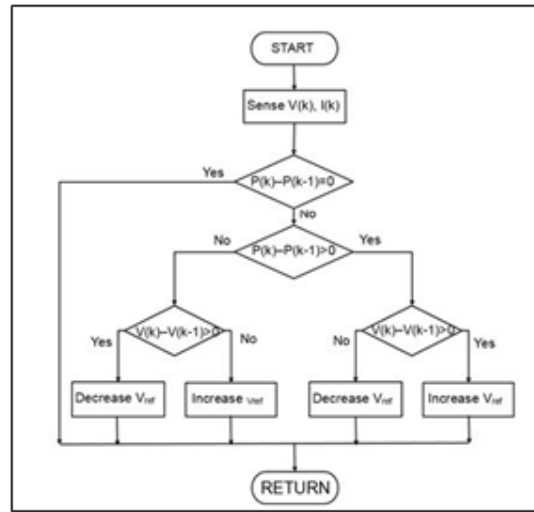 START
Sense V(k), I(k)
Yes
P(k)–P(k-1)=0
No
No
P(k)–P(k-1)>0
Yes
Yes
V(k)–V(k-1)>0
No
No
V(k)–V(k-1)>0
Yes
Decrease Vref
Increase Vref
Decrease Vref
Increase Vref
RETURN